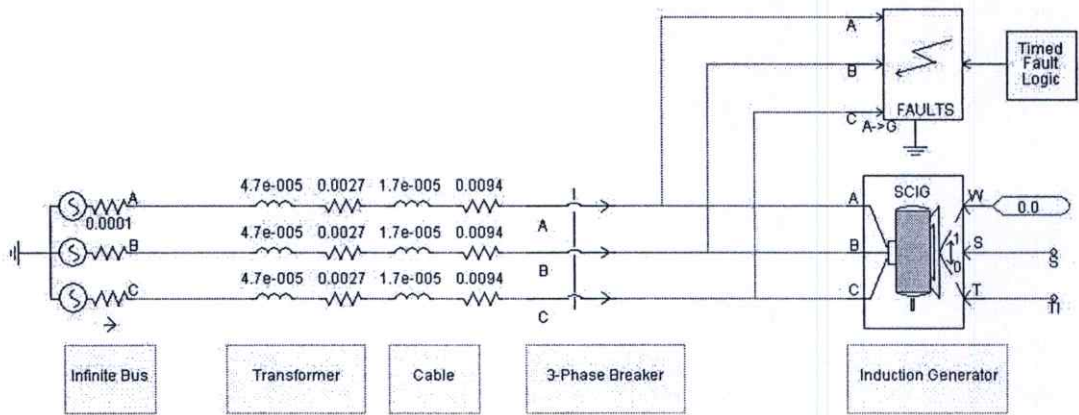 A
B
C
A->G
FAULTS
Timed
Fault
Logic
4.7e-005 0.0027 1.7e-005 0.0094
SCIG
A
0.0001
A
A
W
0.0
4.7e-005 0.0027 1.7e-005 0.0094
B
B
B
1
0
S
S
4.7e-005 0.0027 1.7e-005 0.0094
C
C
C
T
TI
Infinite Bus
Transformer
Cable
3-Phase Breaker
Induction Generator